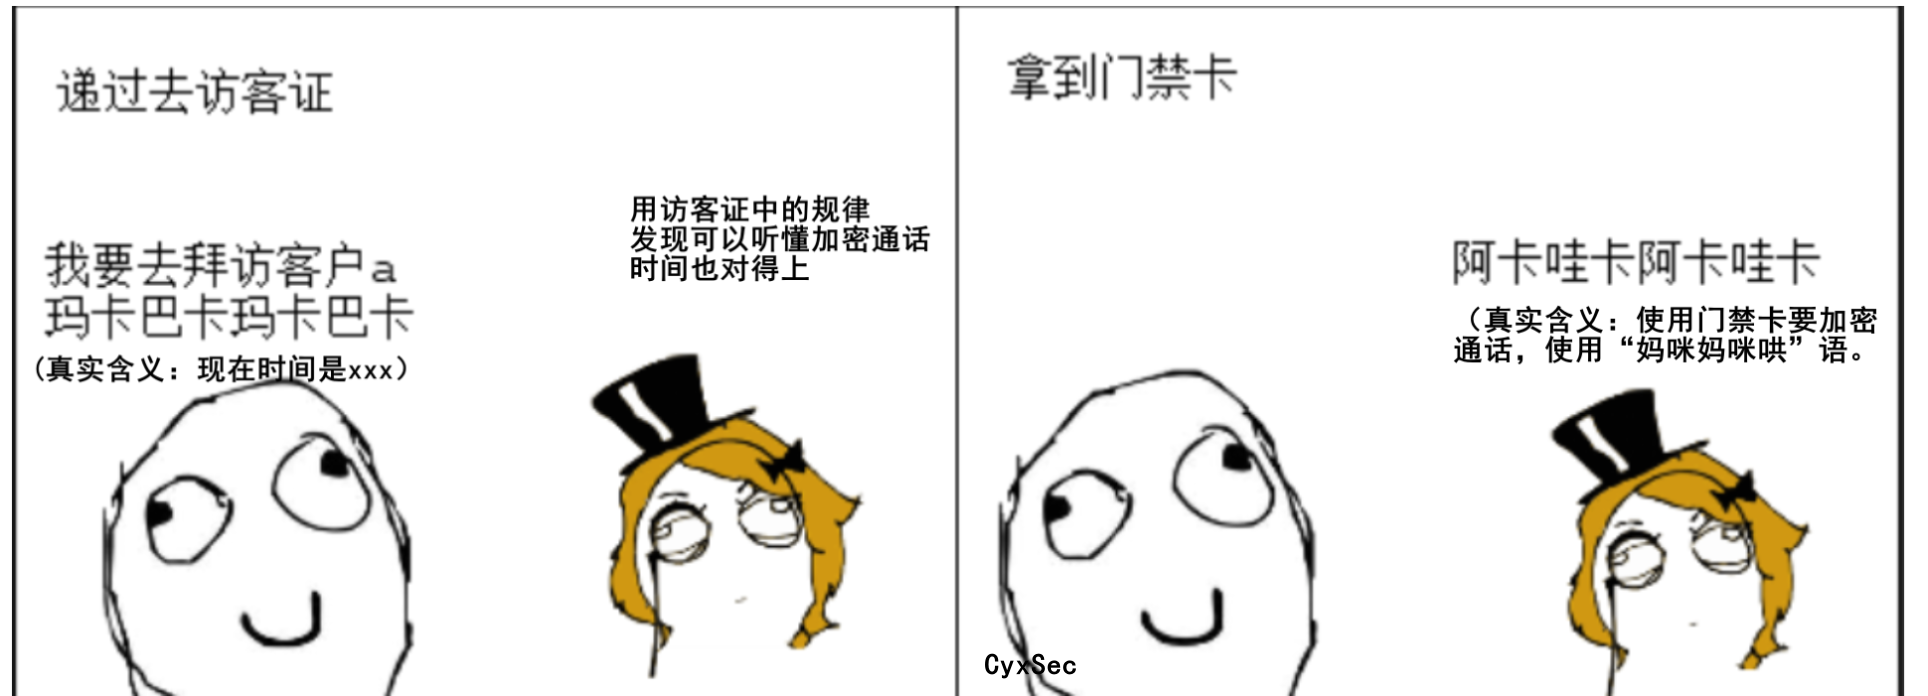 递过去访客证
我要去拜访客户a
玛卡巴卡玛卡巴卡
(真实含义：现在时间是xxx)
用访客证中的规律
发现可以听懂加密通话
时间也对得上
拿到门禁卡
阿卡哇卡阿卡哇卡
（真实含义：使用门禁卡要加密
通话，使用“妈咪妈咪哄”语。
CyxSec